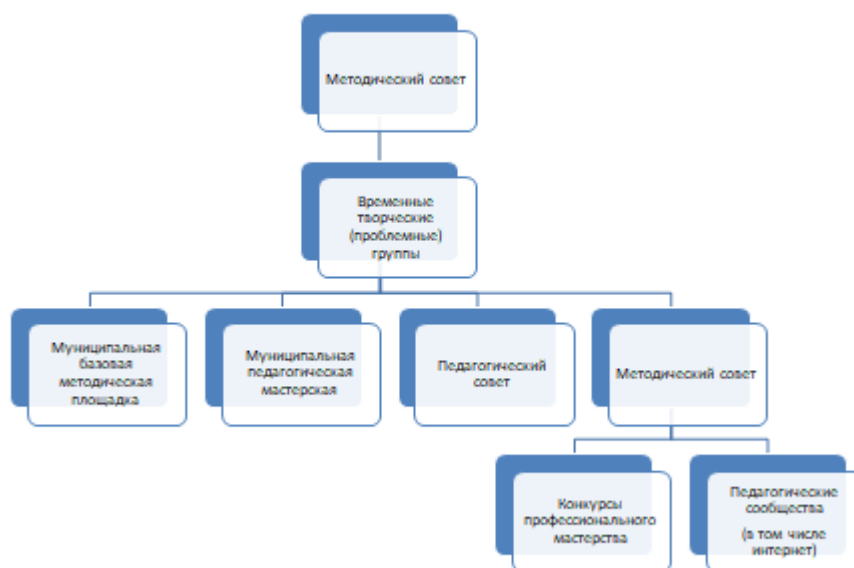 Методический совет
Временные
творческие
(проблемные)
группы
Муниципальная
базовая
методическая
площадка
Муниципальная
педагогическая
мастерская
Педагогический
совет
Методический совет
Конкурсы
профессионального
мастерства
Педагогические
сообщества
(в том числе
интернет)